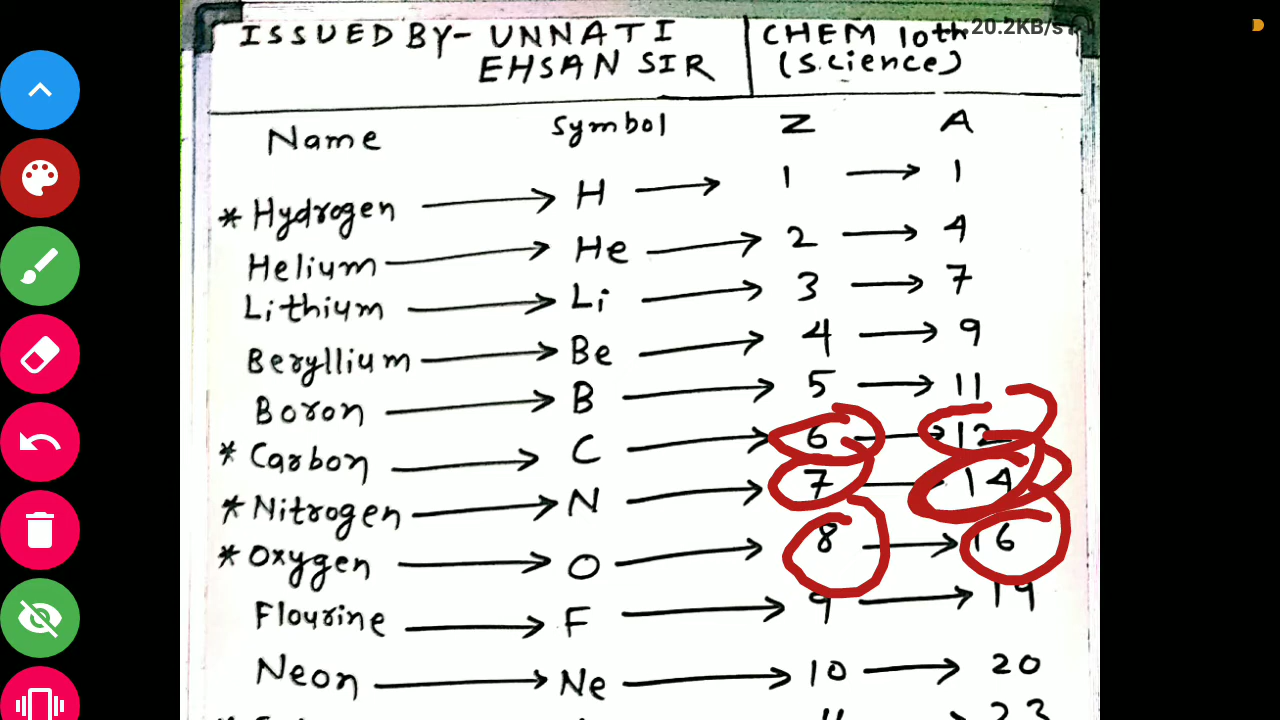 ISSUED BY- UNNATI CHEM 10th
EHSAN SIR (Science)
20.2KB/s
Name Symbol Z A
* Hydrogen → H → 1 → 1
Helium → He → 2 → 4
Lithium → Li → 3 → 7
Beryllium → Be → 4 → 9
Boron → B → 5 → 11
* Carbon → C → 6 → 12
* Nitrogen → N → 7 → 14
* Oxygen → O → 8 → 16
Flourine → F → 9 → 19
Neon → Ne → 10 → 20
11 → 23